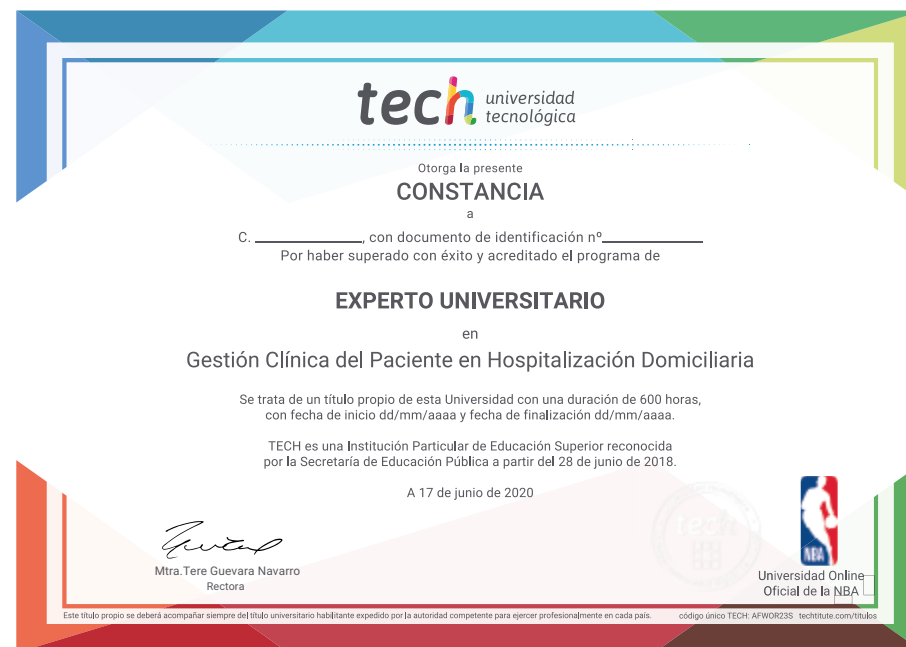 tech universidad
tecnológica
Otorga la presente
CONSTANCIA
a
C. ____________, con documento de identificación nº____________
Por haber superado con éxito y acreditado el programa de
EXPERTO UNIVERSITARIO
en
Gestión Clínica del Paciente en Hospitalización Domiciliaria
Se trata de un título propio de esta Universidad con una duración de 600 horas,
con fecha de inicio dd/mm/aaaa y fecha de finalización dd/mm/aaaa.
TECH es una Institución Particular de Educación Superior reconocida
por la Secretaría de Educación Pública a partir del 28 de junio de 2018.
A 17 de junio de 2020
tech
NBA
Mtra.Tere Guevara Navarro
Rectora
Universidad Online
Oficial de la NBA
Este título propio se deberá acompañar siempre del título universitario habilitante expedido por la autoridad competente para ejercer profesionalmente en cada país.
código único TECH: AFWOR23S techtitute.com/titulos